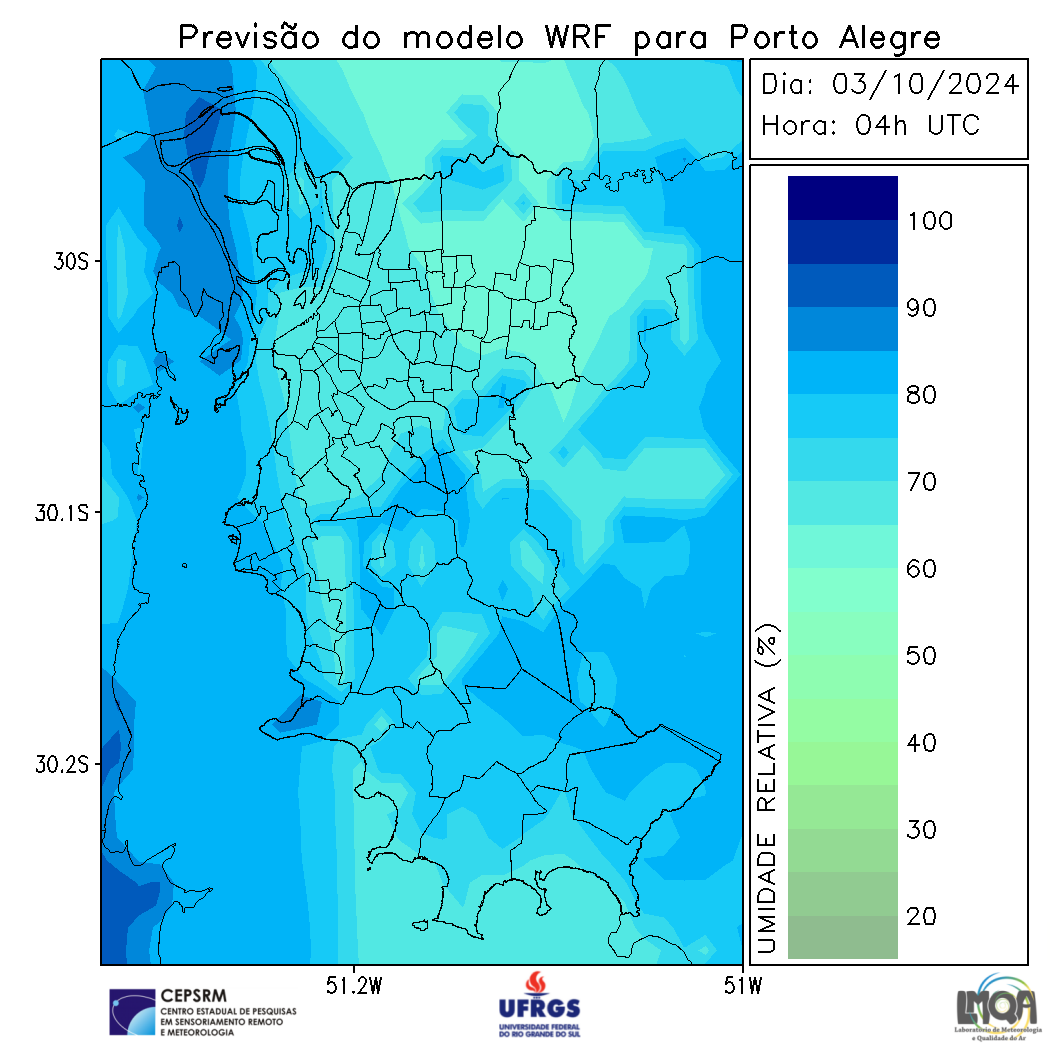 Previsão do modelo WRF para Porto Alegre
Dia: 03/10/2024
Hora: 04h UTC
100
90
80
70
60
50
40
30
20
UMIDADE RELATIVA (%)
30S
30.1S
30.2S
51.2W
51W
CEPSRM
CENTRO ESTADUAL DE PESQUISAS
EM SENSORIAMENTO REMOTO
E METEOROLOGIA
UFRGS
UNIVERSIDADE FEDERAL
DO RIO GRANDE DO SUL
LMQA
Laboratório de Meteorologia
e Qualidade do Ar